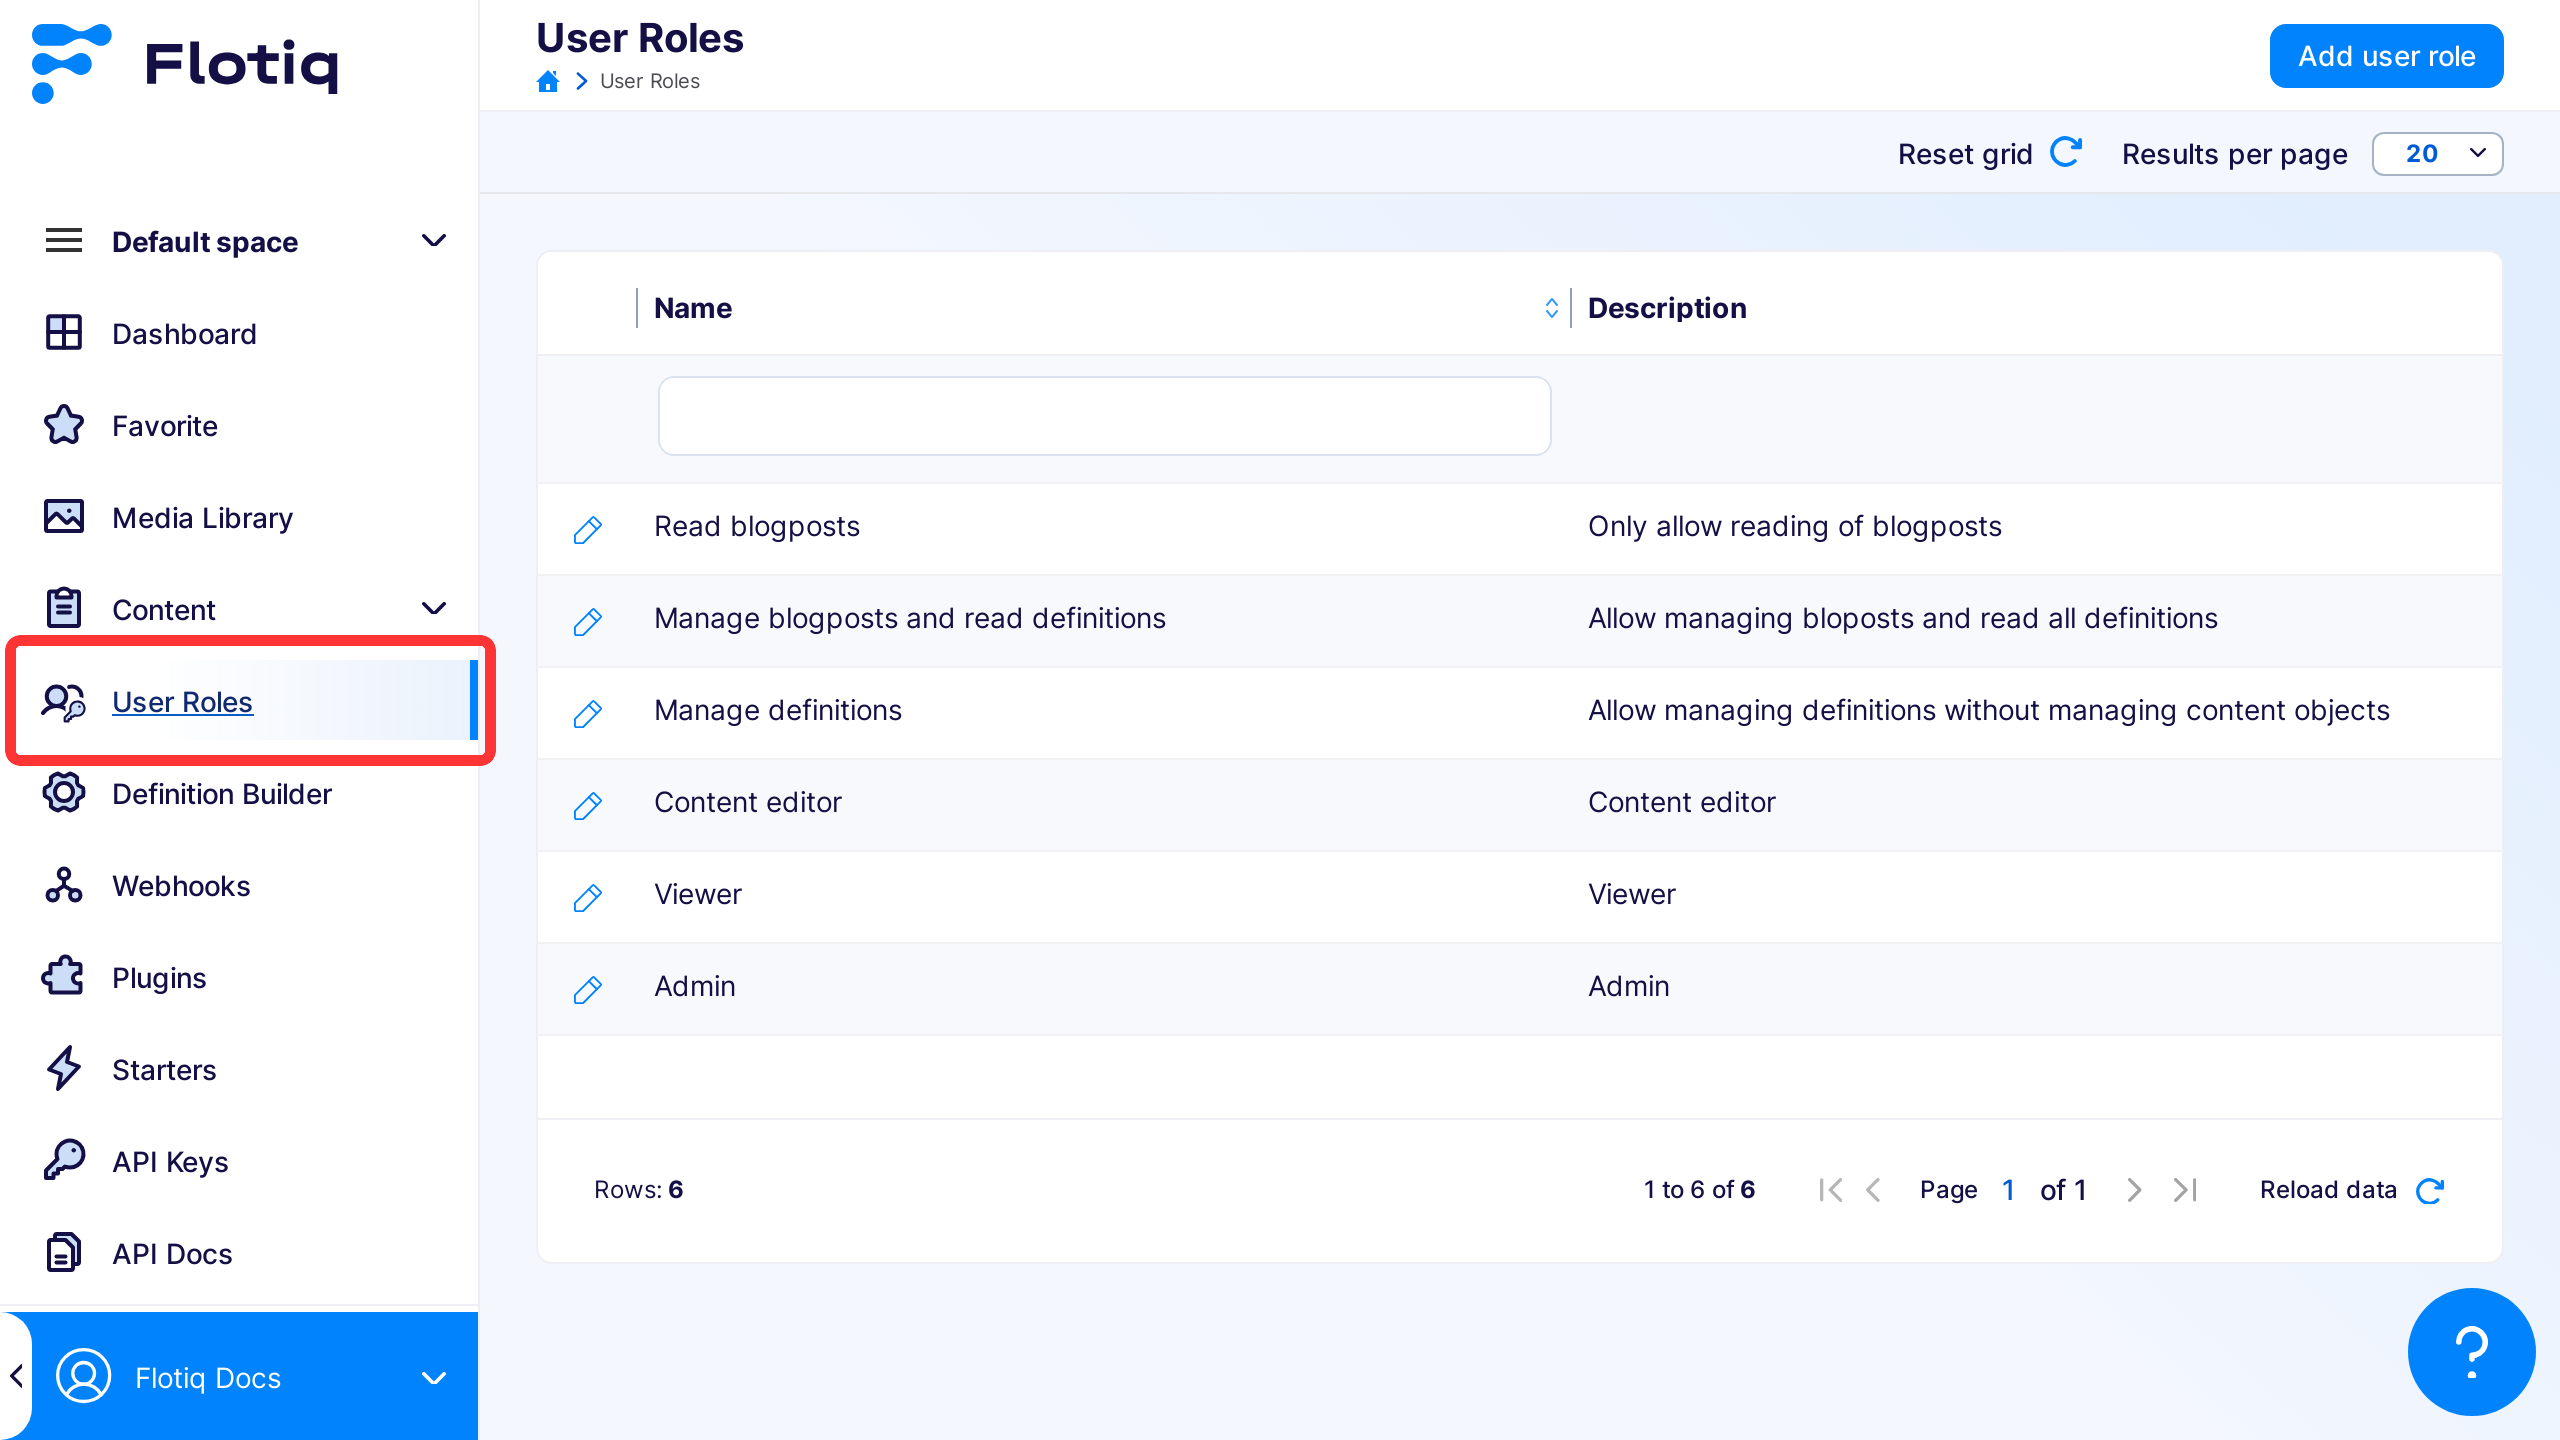 Flotiq
Default space
Dashboard
Favorite
Media Library
Content
User Roles
Definition Builder
Webhooks
Plugins
Starters
API Keys
API Docs
Flotiq Docs
User Roles
User Roles
Add user role
Reset grid
Results per page 20
Name Description
Read blogposts Only allow reading of blogposts
Manage blogposts and read definitions Allow managing bloposts and read all definitions
Manage definitions Allow managing definitions without managing content objects
Content editor Content editor
Viewer Viewer
Admin Admin
Rows: 6 1 to 6 of 6 Page 1 of 1 Reload data
?